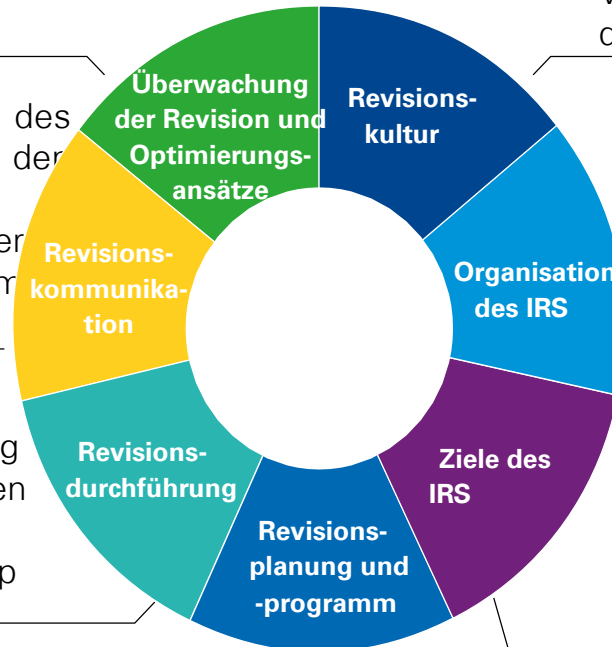 Überwachung
der Revision und
Optimierungs-
ansätze
Revisions-
kultur
des
der
Revisions-
kommunika-
tion
Organisation
des IRS
Revisions-
durchführung
Ziele des
IRS
Revisions-
planung und
-programm